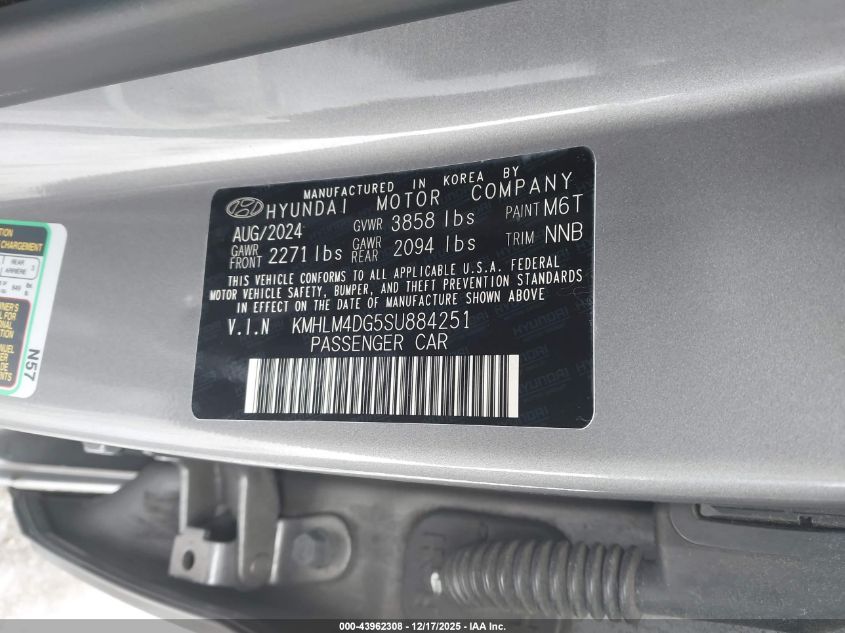 MANUFACTURED IN KOREA BY
HYUNDAI MOTOR COMPANY
AUG/2024 GVWR 3858 lbs PAINT M6T
GAWR FRONT 2271 lbs GAWR REAR 2094 lbs TRIM NNB
THIS VEHICLE CONFORMS TO ALL APPLICABLE U.S.A. FEDERAL
MOTOR VEHICLE SAFETY, BUMPER, AND THEFT PREVENTION STANDARDS
IN EFFECT ON THE DATE OF MANUFACTURE SHOWN ABOVE
V.I.N KMHLM4DG5SU884251
PASSENGER CAR
CHARGEMENT
REAR
ARRIERE
N57
000-43962308 - 12/17/2025 - IAA Inc.